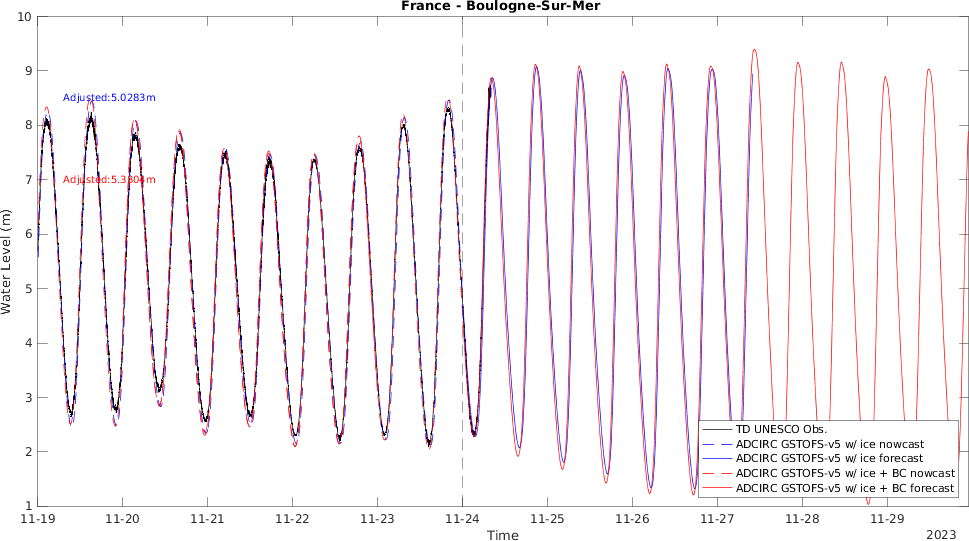 France - Boulogne-Sur-Mer
10
9
8
7
6
5
4
3
2
1
Water Level (m)
Adjusted:5.0283m
Adjusted:5.3804m
TD UNESCO Obs.
ADCIRC GSTOFS-v5 w/ ice nowcast
ADCIRC GSTOFS-v5 w/ ice forecast
ADCIRC GSTOFS-v5 w/ ice + BC nowcast
ADCIRC GSTOFS-v5 w/ ice + BC forecast
11-19 11-20 11-21 11-22 11-23 11-24 11-25 11-26 11-27 11-28 11-29
Time
2023